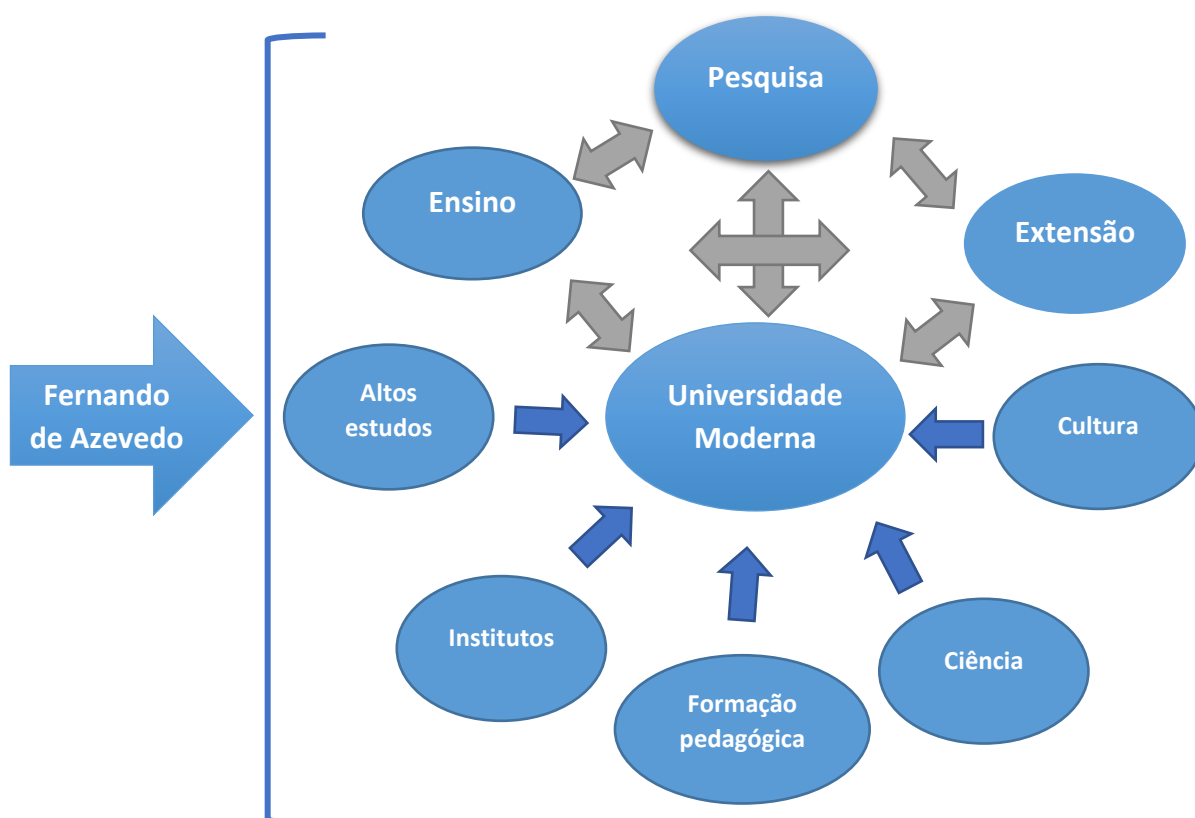 Pesquisa
Ensino
Extensão
Fernando
de Azevedo
Altos
estudos
Universidade
Moderna
Cultura
Institutos
Ciência
Formação
pedagógica